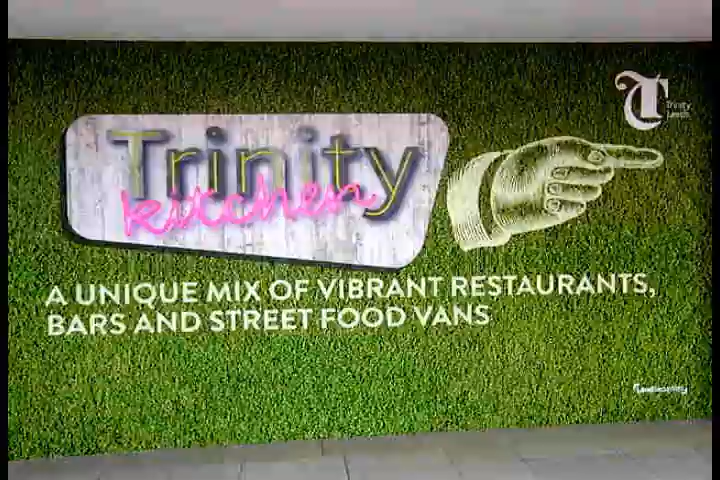 Trinity
Leeds
Trinity
kitchen
A UNIQUE MIX OF VIBRANT RESTAURANTS,
BARS AND STREET FOOD VANS